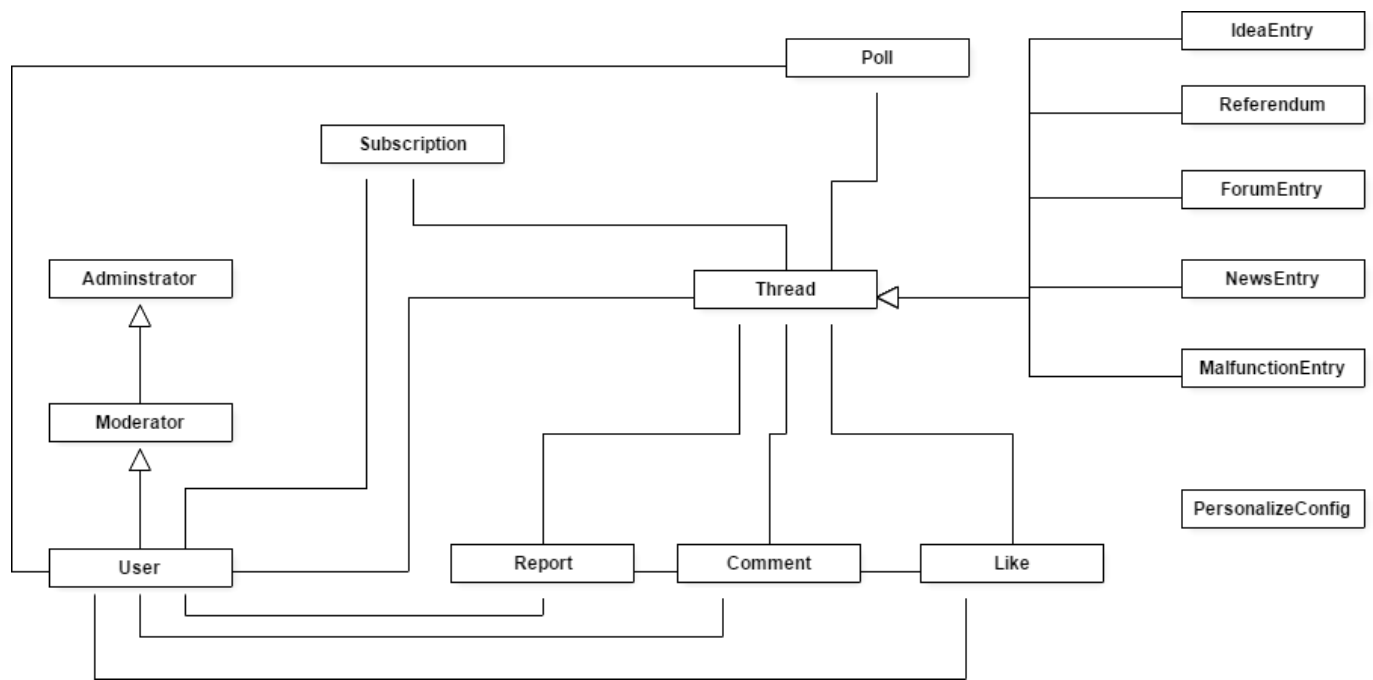 IdeaEntry
Poll
Referendum
Subscription
ForumEntry
Adminstrator
Thread
NewsEntry
MalfunctionEntry
Moderator
PersonalizeConfig
User
Report
Comment
Like